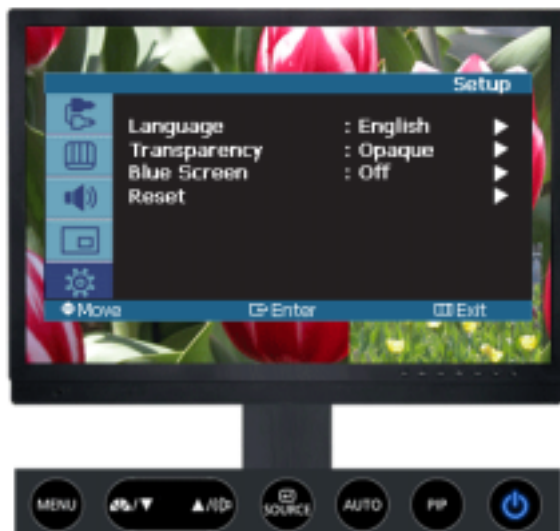 Setup
Language : English ▶
Transparency : Opaque ▶
Blue Screen : Off ▶
Reset ▶
Move Enter Exit
MENU /▼ ▲/ SOURCE AUTO PIP